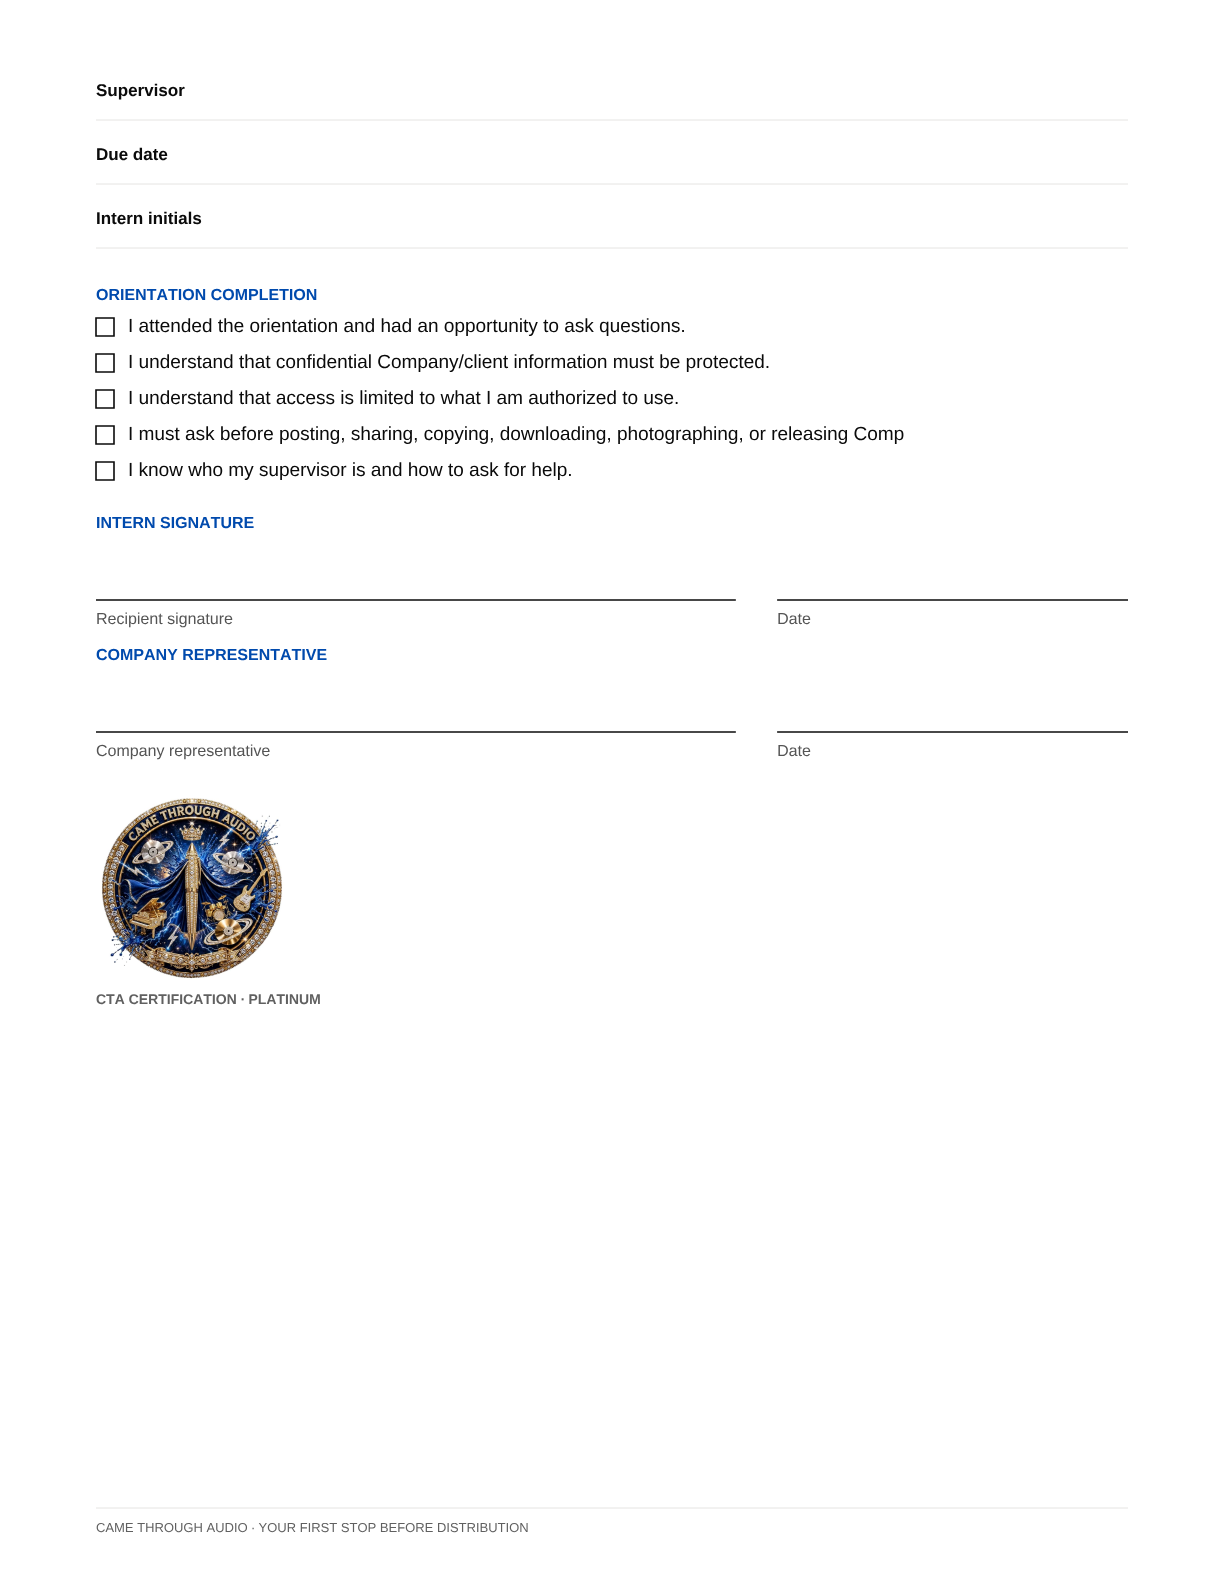 Supervisor
Due date
Intern initials
ORIENTATION COMPLETION
I attended the orientation and had an opportunity to ask questions.
I understand that confidential Company/client information must be protected.
I understand that access is limited to what I am authorized to use.
I must ask before posting, sharing, copying, downloading, photographing, or releasing Comp
I know who my supervisor is and how to ask for help.
INTERN SIGNATURE
Recipient signature Date
COMPANY REPRESENTATIVE
Company representative Date
CAME THROUGH AUDIO
CTA CERTIFICATION · PLATINUM
CAME THROUGH AUDIO · YOUR FIRST STOP BEFORE DISTRIBUTION